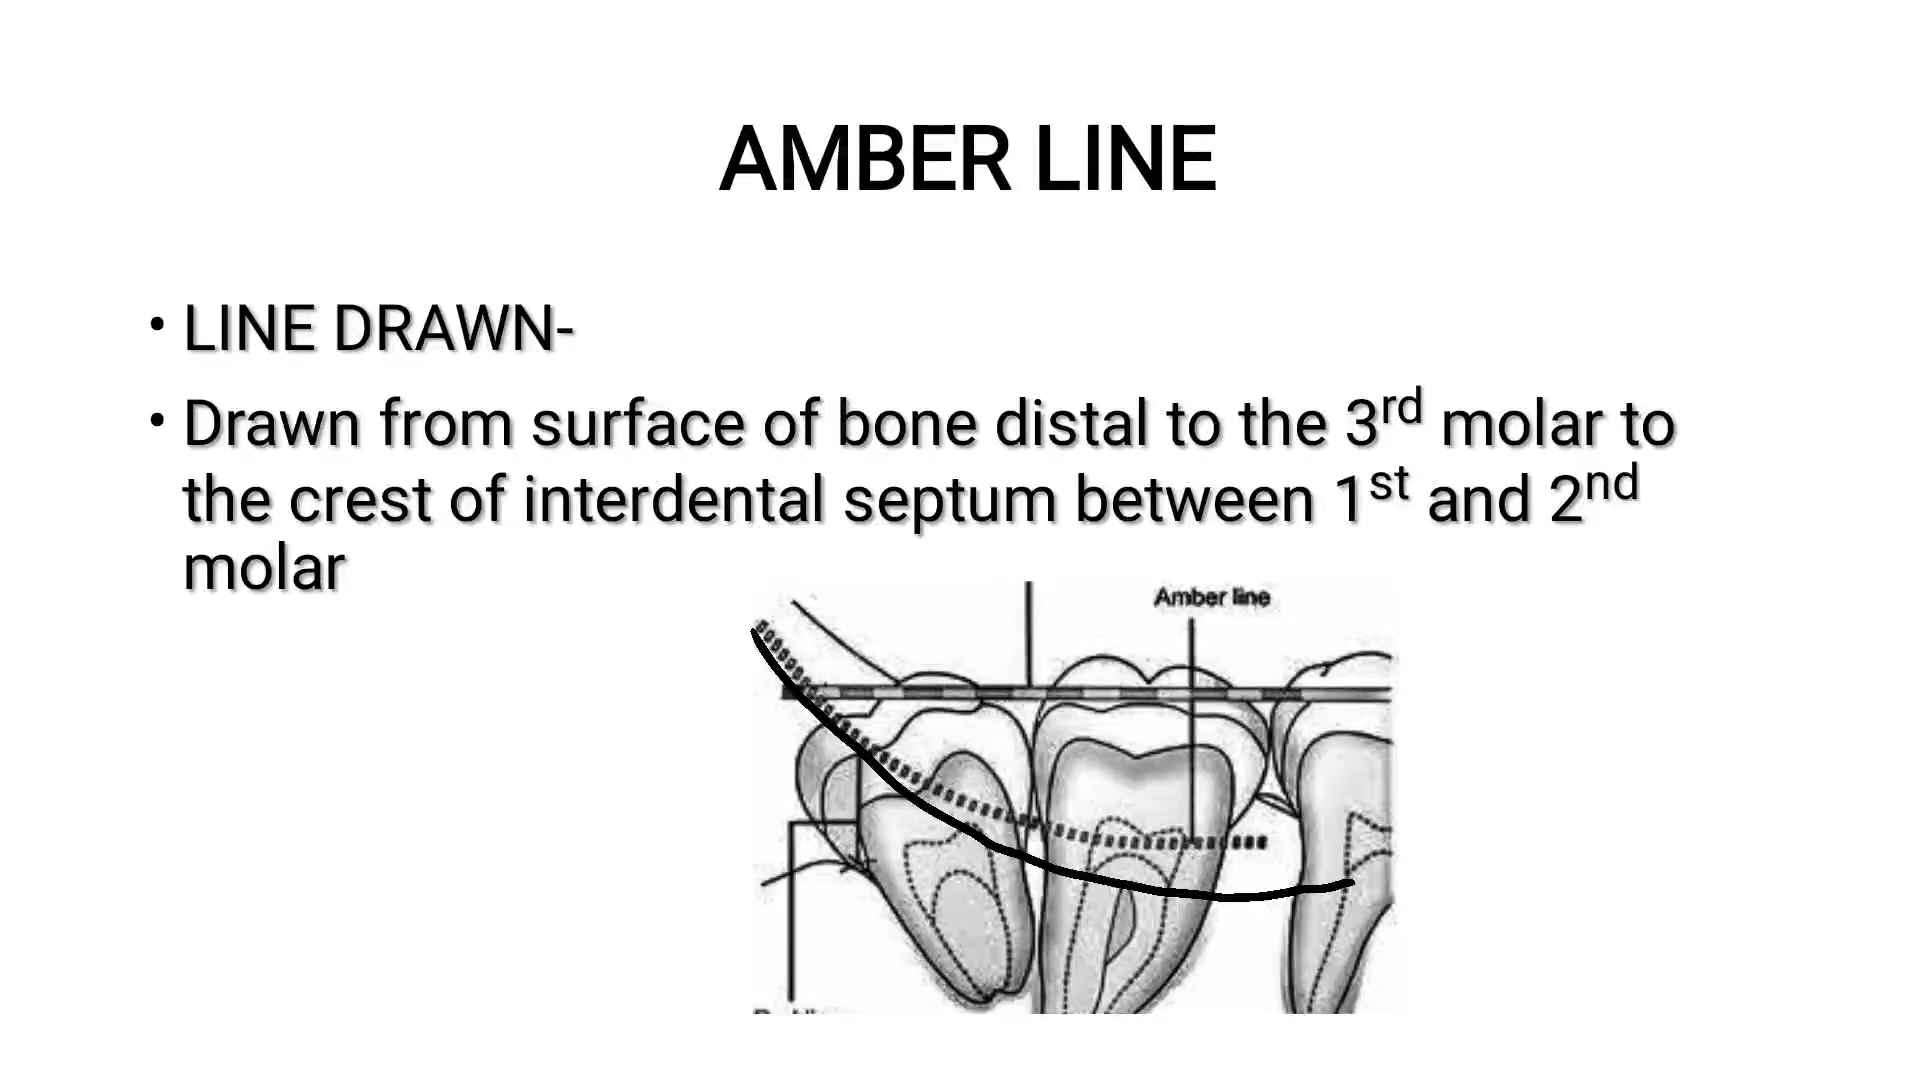 AMBER LINE
• LINE DRAWN-
• Drawn from surface of bone distal to the 3rd molar to
the crest of interdental septum between 1st and 2nd
molar
Amber line